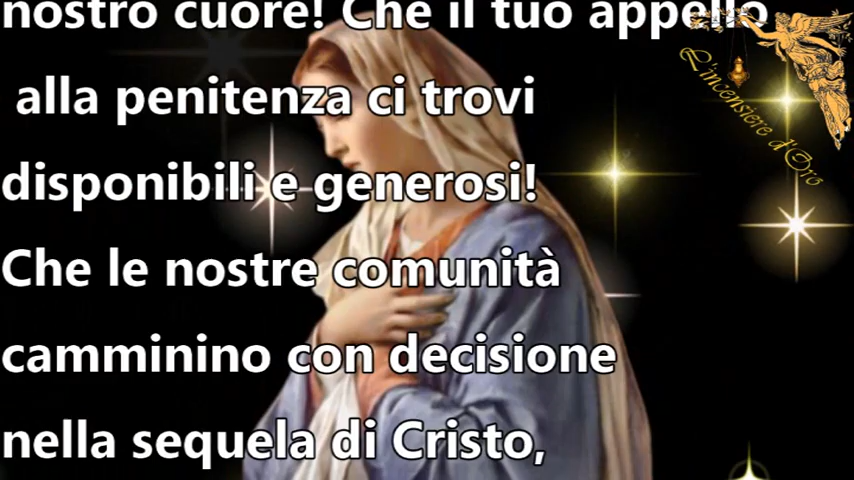 nostro cuore! Che il tuo appello
alla penitenza ci trovi
disponibili e generosi!
Che le nostre comunità
camminino con decisione
nella sequela di Cristo,
L'incensiere d'Oro